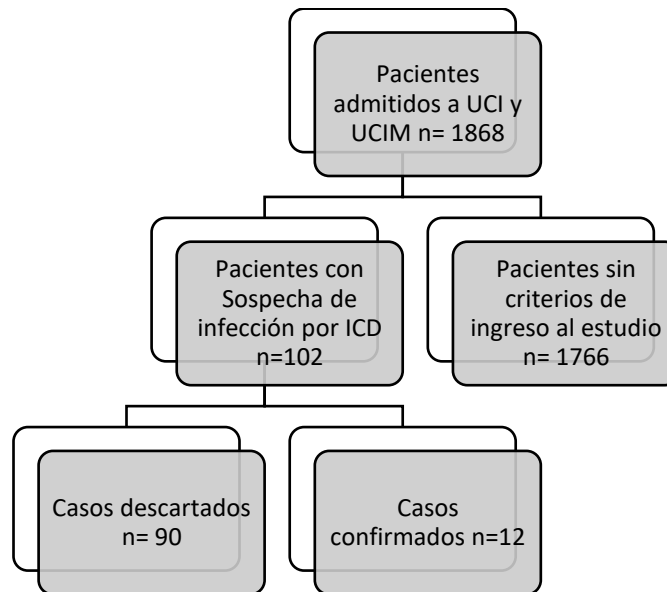 Pacientes
admitidos a UCI y
UCIM n= 1868
Pacientes con
Sospecha de
infección por ICD
n=102
Pacientes sin
criterios de
ingreso al estudio
n= 1766
Casos descartados
n= 90
Casos
confirmados n=12